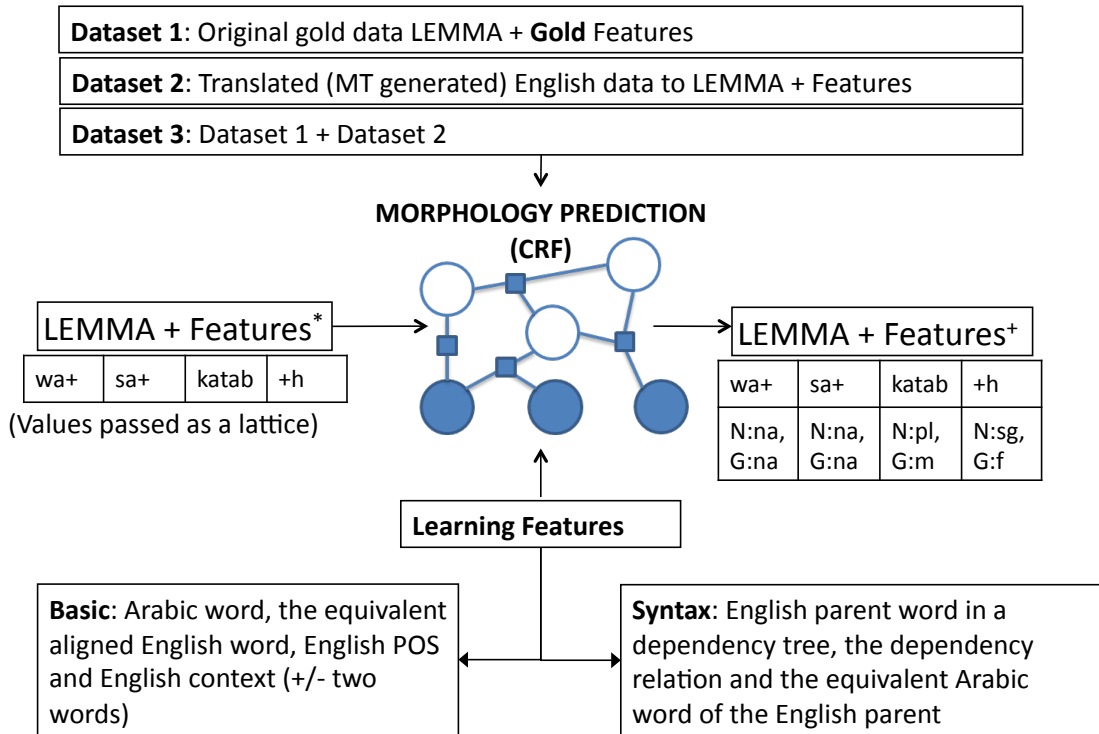 Dataset 1: Original gold data LEMMA + Gold Features
Dataset 2: Translated (MT generated) English data to LEMMA + Features
Dataset 3: Dataset 1 + Dataset 2
MORPHOLOGY PREDICTION
(CRF)
LEMMA + Features*
wa+ sa+ katab +h
(Values passed as a lattice)
LEMMA + Features+
wa+ sa+ katab +h
N:na, N:na, N:pl, N:sg,
G:na G:na G:m G:f
Learning Features
Basic: Arabic word, the equivalent
aligned English word, English POS
and English context (+/- two
words)
Syntax: English parent word in a
dependency tree, the dependency
relation and the equivalent Arabic
word of the English parent